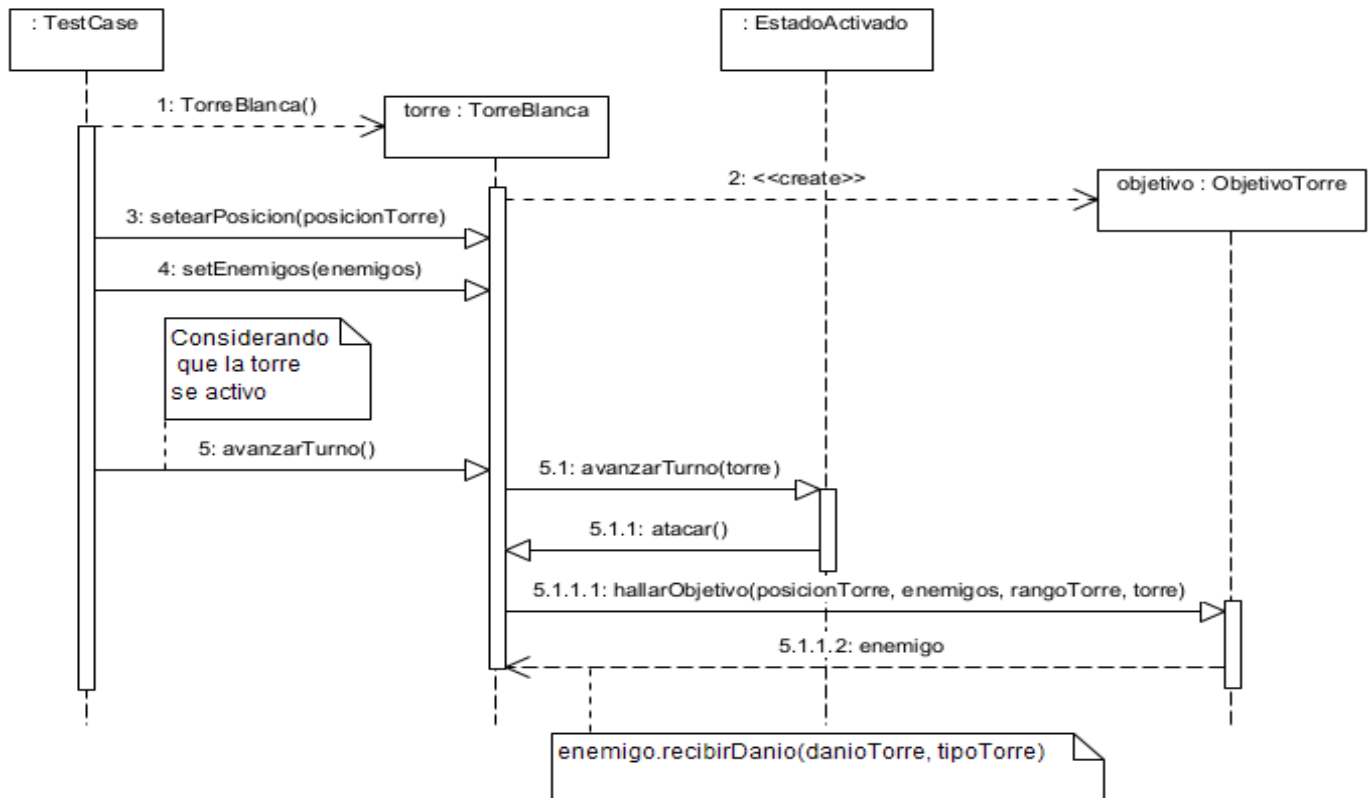 : TestCase
: EstadoActivado
1: TorreBlanca()
torre : TorreBlanca
2: <<create>>
objetivo : ObjetivoTorre
3: setearPosicion(posicionTorre)
4: setEnemigos(enemigos)
Considerando
que la torre
se activo
5: avanzarTurno()
5.1: avanzarTurno(torre)
5.1.1: atacar()
5.1.1.1: hallarObjetivo(posicionTorre, enemigos, rangoTorre, torre)
5.1.1.2: enemigo
enemigo.recibirDanio(danioTorre, tipoTorre)